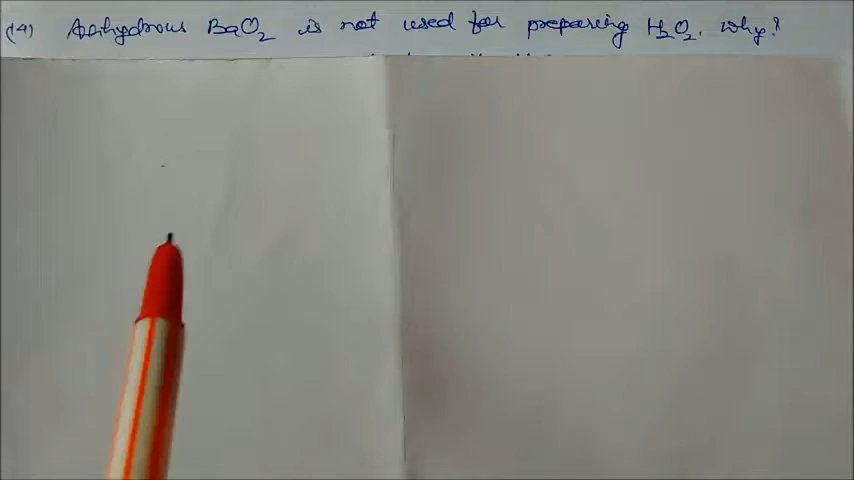 (14) Anhydrous BaO₂ is not used for preparing H₂O₂. Why?